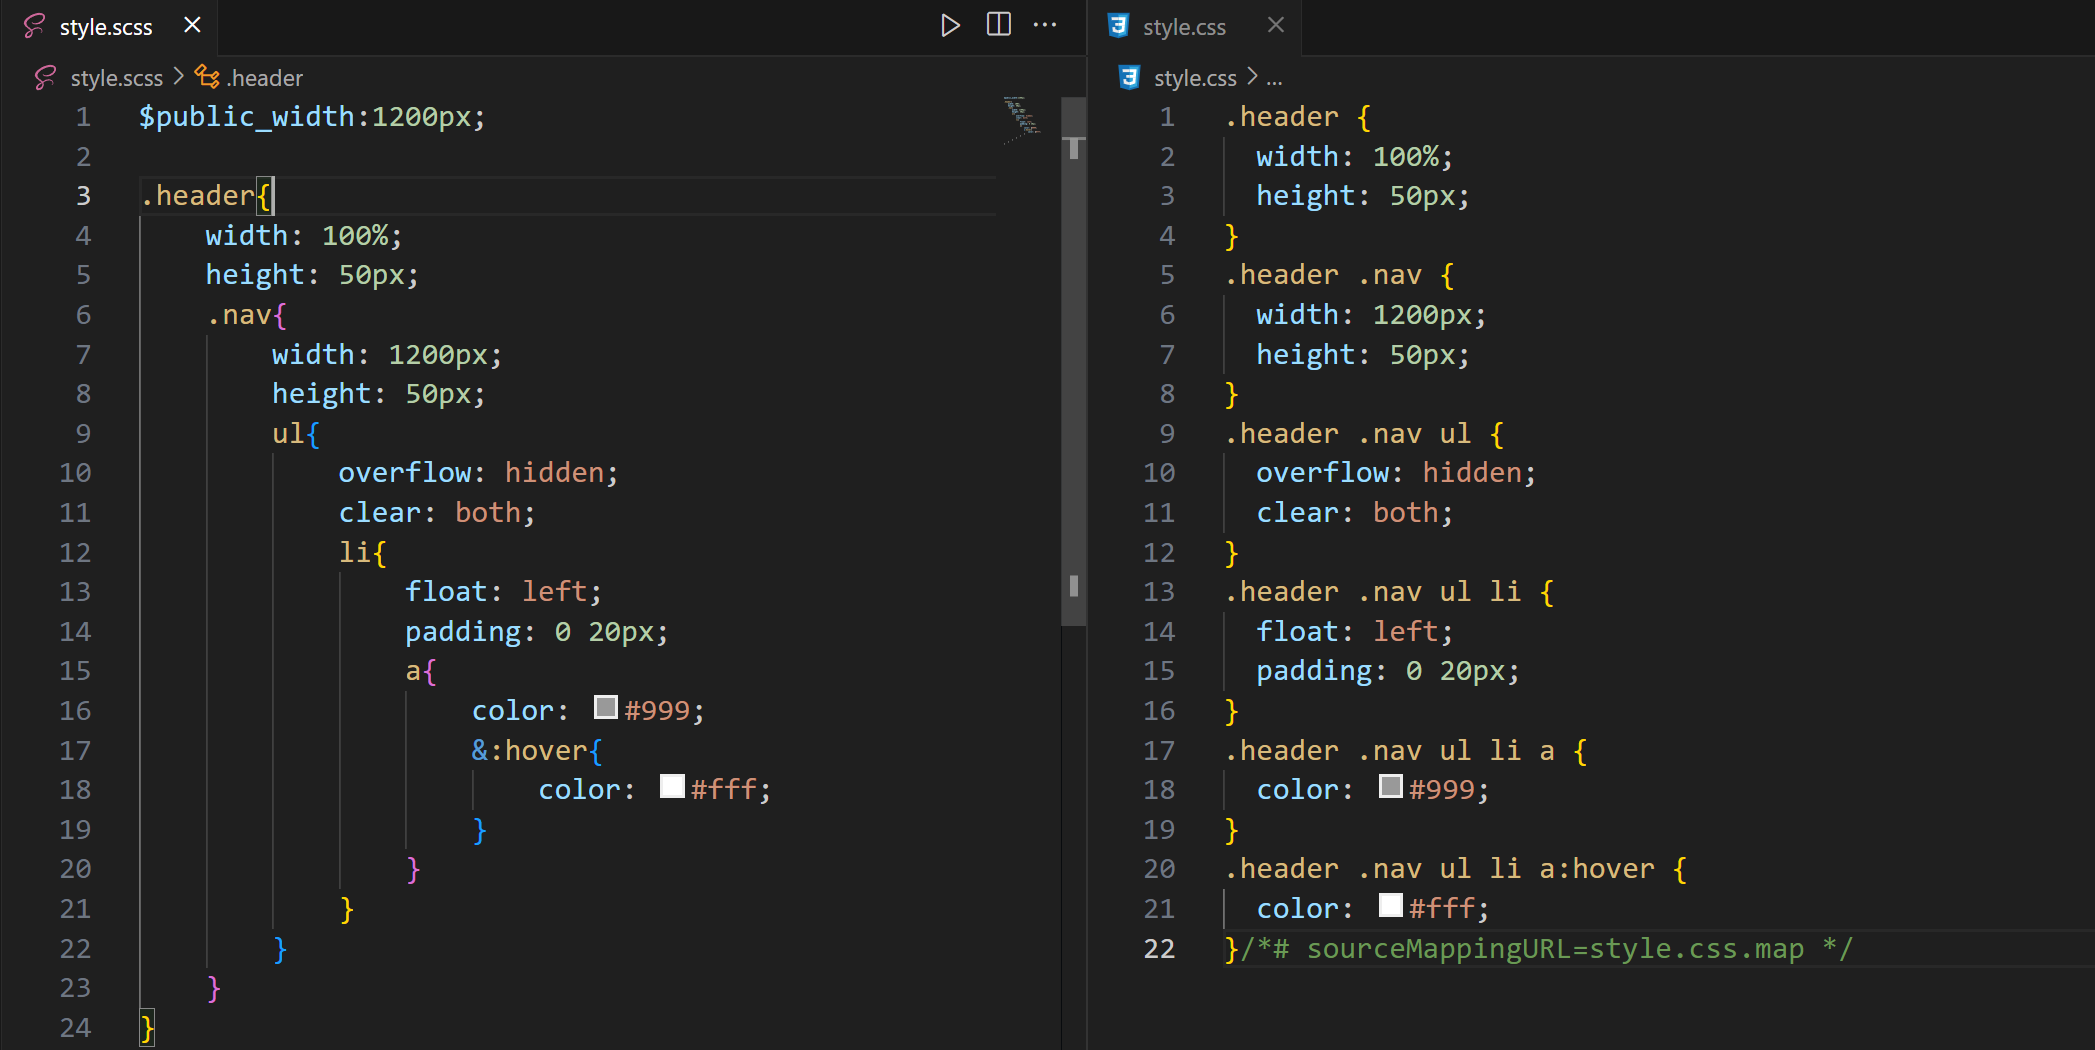 style.scss
style.scss > .header
1 $public_width:1200px;
2
3 .header{
4     width: 100%;
5     height: 50px;
6     .nav{
7         width: 1200px;
8         height: 50px;
9         ul{
10             overflow: hidden;
11             clear: both;
12             li{
13                 float: left;
14                 padding: 0 20px;
15                 a{
16                     color: #999;
17                     &:hover{
18                         color: #fff;
19                     }
20                 }
21             }
22         }
23     }
24 }
style.css
style.css > ...
1 .header {
2   width: 100%;
3   height: 50px;
4 }
5 .header .nav {
6   width: 1200px;
7   height: 50px;
8 }
9 .header .nav ul {
10   overflow: hidden;
11   clear: both;
12 }
13 .header .nav ul li {
14   float: left;
15   padding: 0 20px;
16 }
17 .header .nav ul li a {
18   color: #999;
19 }
20 .header .nav ul li a:hover {
21   color: #fff;
22 }/*# sourceMappingURL=style.css.map */